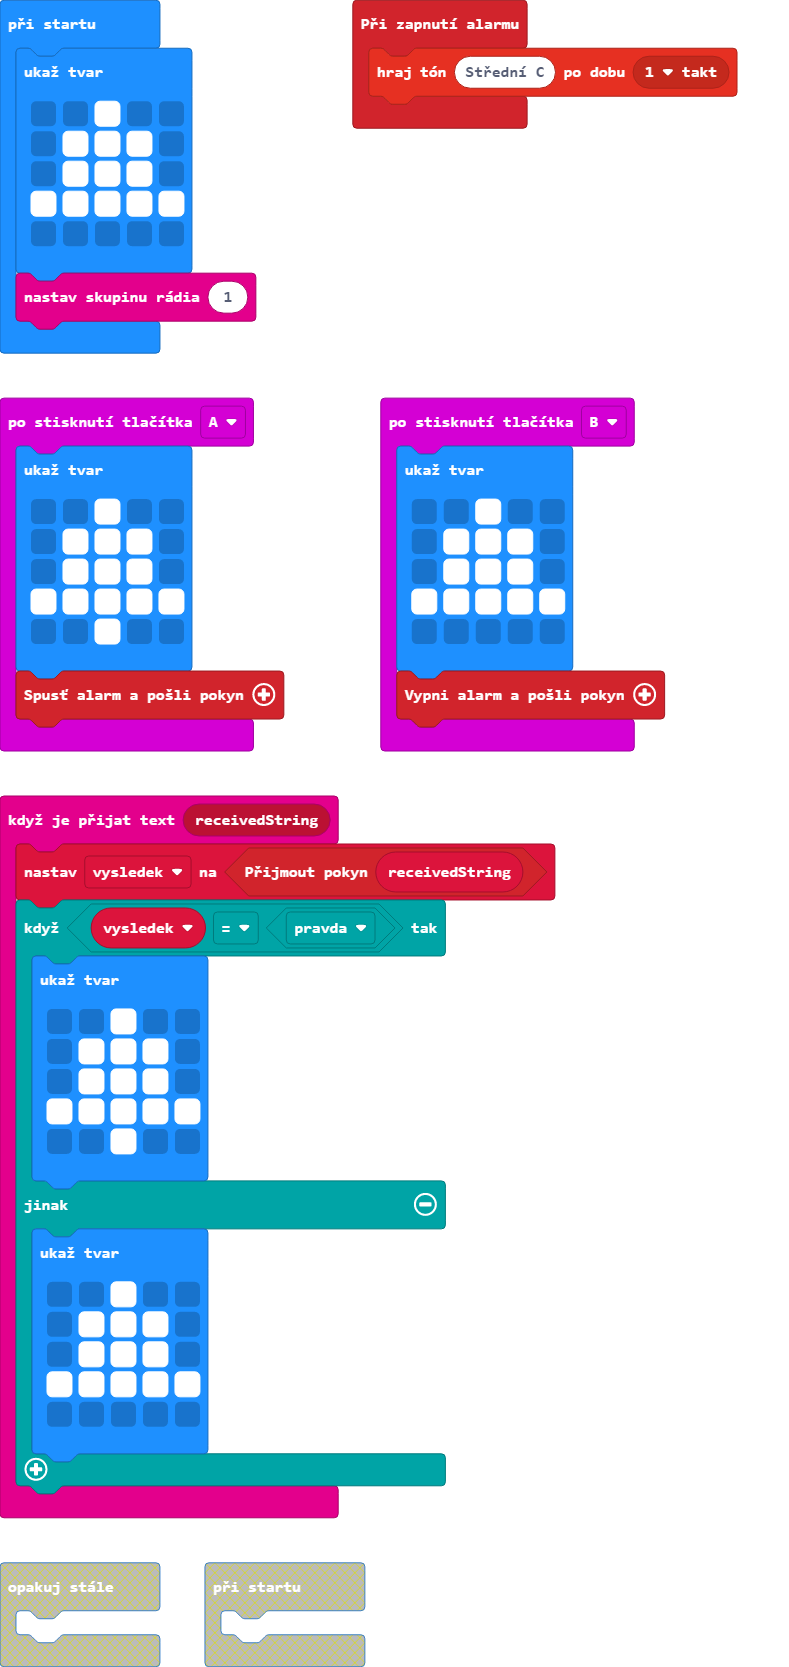 při startu
ukaž tvar
nastav skupinu rádia 1
Při zapnutí alarmu
hraj tón Střední C po dobu 1 takt
po stisknutí tlačítka A
ukaž tvar
Spusť alarm a pošli pokyn
po stisknutí tlačítka B
ukaž tvar
Vypni alarm a pošli pokyn
když je přijat text receivedString
nastav vysledek na Přijmout pokyn receivedString
když vysledek = pravda tak
ukaž tvar
jinak
ukaž tvar
opakuj stále
při startu